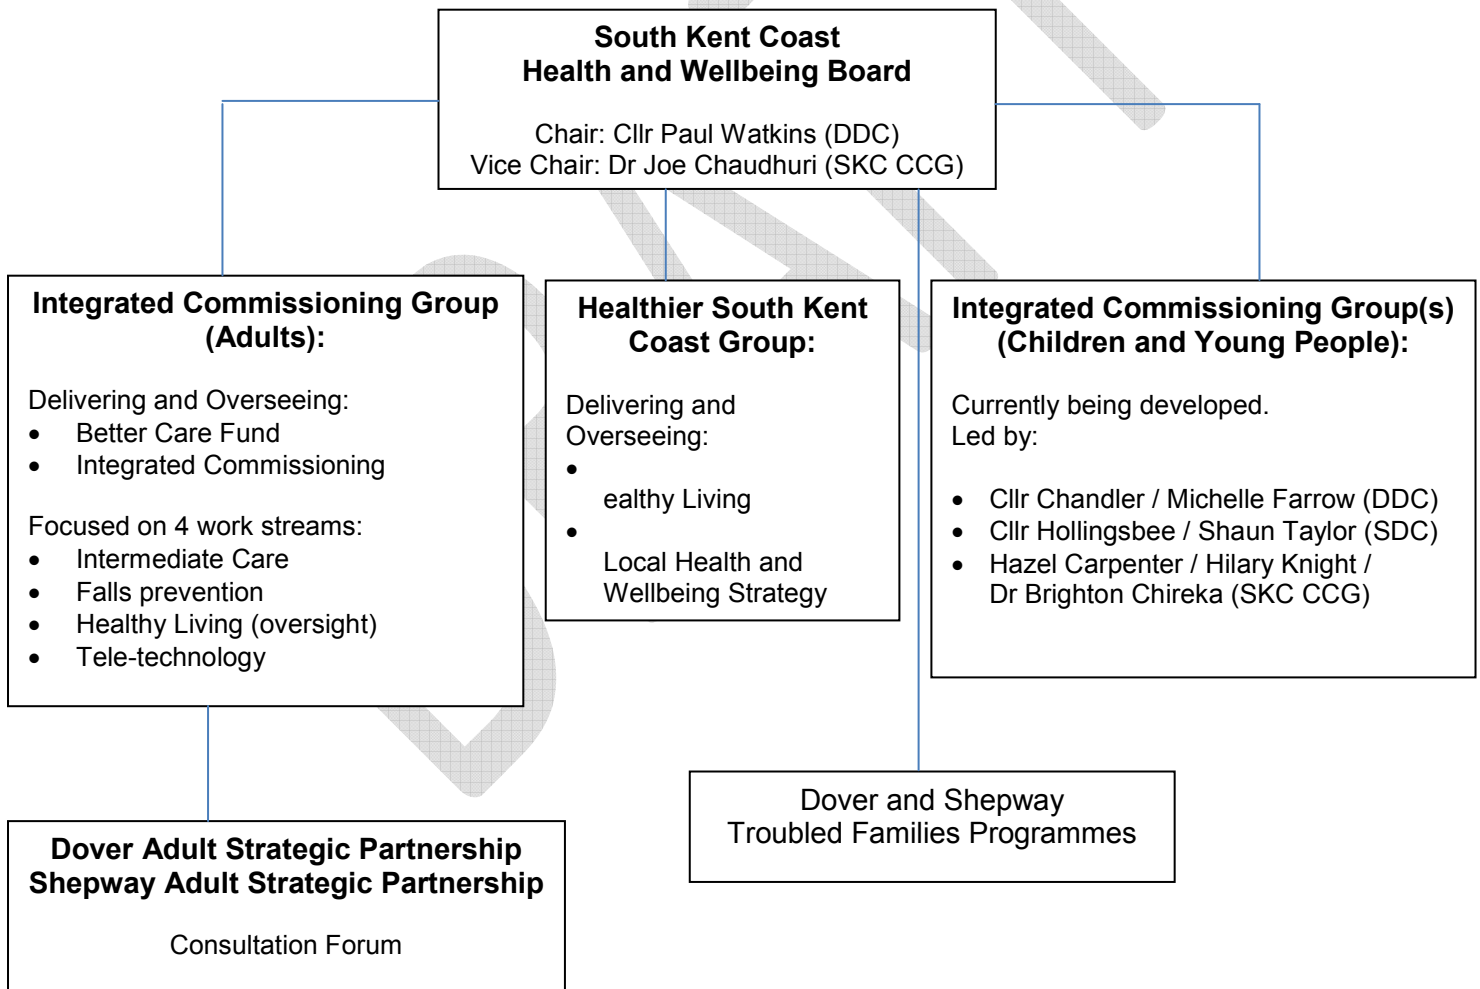 South Kent Coast
Health and Wellbeing Board
Chair: Cllr Paul Watkins (DDC)
Vice Chair: Dr Joe Chaudhuri (SKC CCG)
Integrated Commissioning Group
(Adults):
Delivering and Overseeing:
• Better Care Fund
• Integrated Commissioning
Focused on 4 work streams:
• Intermediate Care
• Falls prevention
• Healthy Living (oversight)
• Tele-technology
Healthier South Kent
Coast Group:
Delivering and
Overseeing:
•
ealthy Living
•
Local Health and
Wellbeing Strategy
Integrated Commissioning Group(s)
(Children and Young People):
Currently being developed.
Led by:
• Cllr Chandler / Michelle Farrow (DDC)
• Cllr Hollingsbee / Shaun Taylor (SDC)
• Hazel Carpenter / Hilary Knight /
Dr Brighton Chireka (SKC CCG)
Dover and Shepway
Troubled Families Programmes
Dover Adult Strategic Partnership
Shepway Adult Strategic Partnership
Consultation Forum